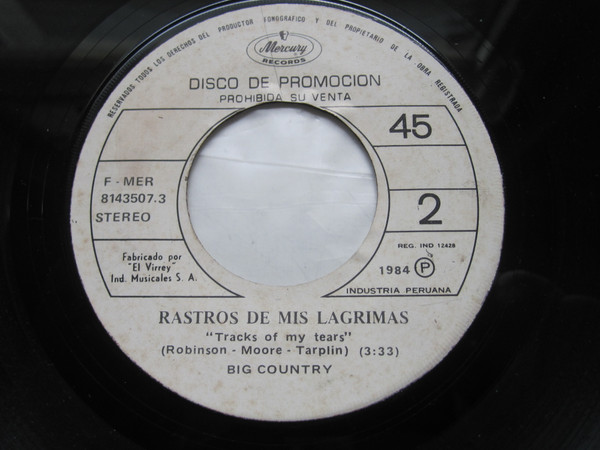 RESERVADOS TODOS LOS DERECHOS DEL PRODUCTOR FONOGRAFICO Y DEL PROPIETARIO DE LA OBRA REGISTRADA
Mercury
RECORDS
DISCO DE PROMOCION
PROHIBIDA SU VENTA
45
F - MER
8143507.3
STEREO
2
REG. IND 12428
Fabricado por
"El Virrey"
Ind. Musicales S. A.
1984 P
INDUSTRIA PERUANA
RASTROS DE MIS LAGRIMAS
"Tracks of my tears"
(Robinson - Moore - Tarplin) (3:33)
BIG COUNTRY